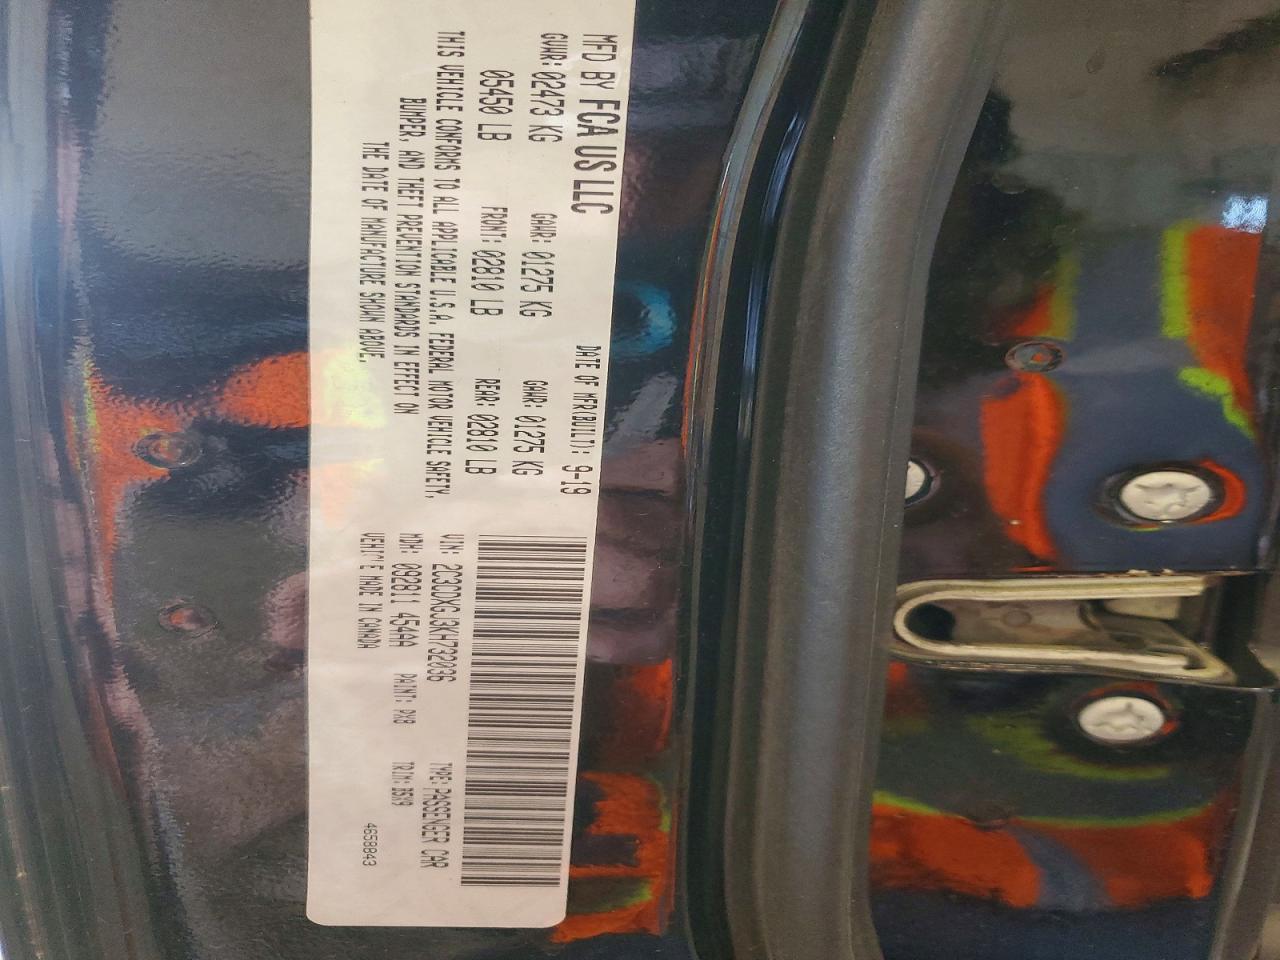 MFD BY FCA US LLC
DATE OF MFR(BUILT): 9-19
GVWR: 02473 KG
GAWR: 01275 KG
GAWR: 01275 KG
05450 LB
FRONT: 02810 LB
REAR: 02810 LB
THIS VEHICLE CONFORMS TO ALL APPLICABLE U.S.A. FEDERAL MOTOR VEHICLE SAFETY,
BUMPER, AND THEFT PREVENTION STANDARDS IN EFFECT ON
THE DATE OF MANUFACTURE SHOWN ABOVE.
VIN: 2C3CDXGJ3KH732036
TYPE: PASSENGER CAR
MDH: 092811 454AA
PAINT: PX8
TRIM: B5X9
VEHICLE MADE IN CANADA
4658843